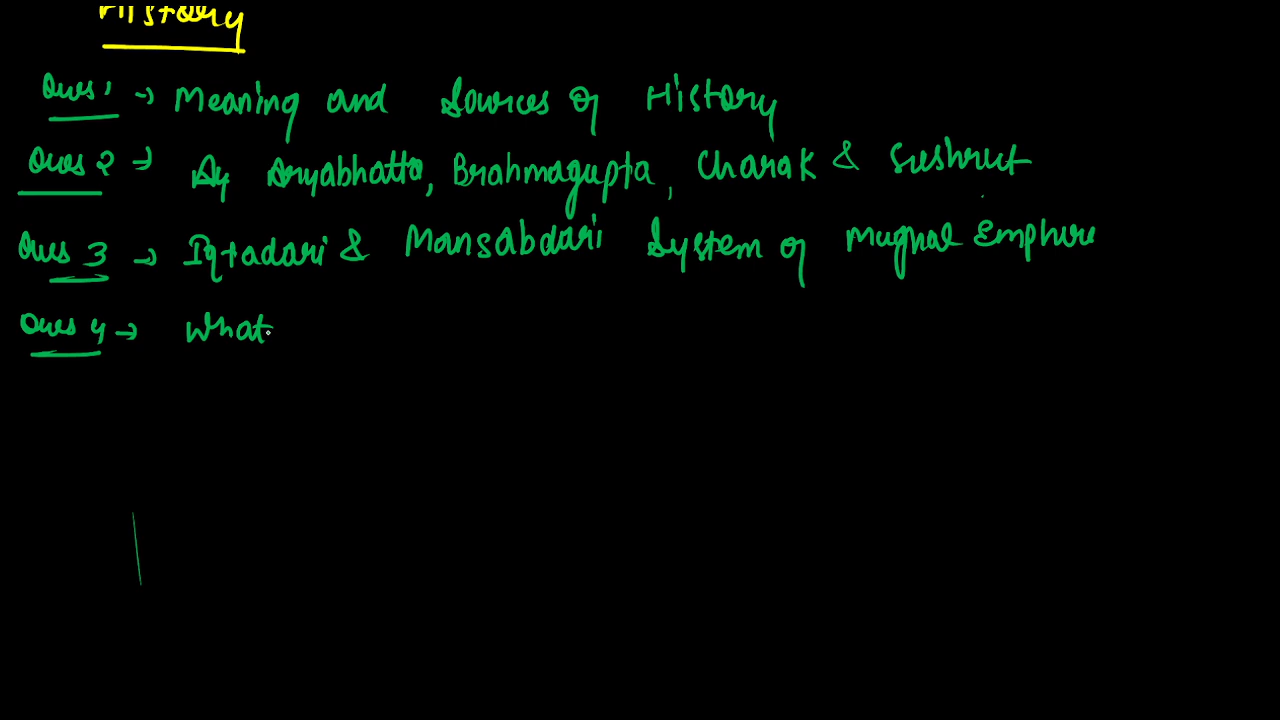 History
Ques 1 → Meaning and Sources of History
Ques 2 → By Aryabhatta, Brahmagupta, Charak & Sushrut
Ques 3 → Iqtadari & Mansabdari System of Mughal Emphire
Ques 4 → What